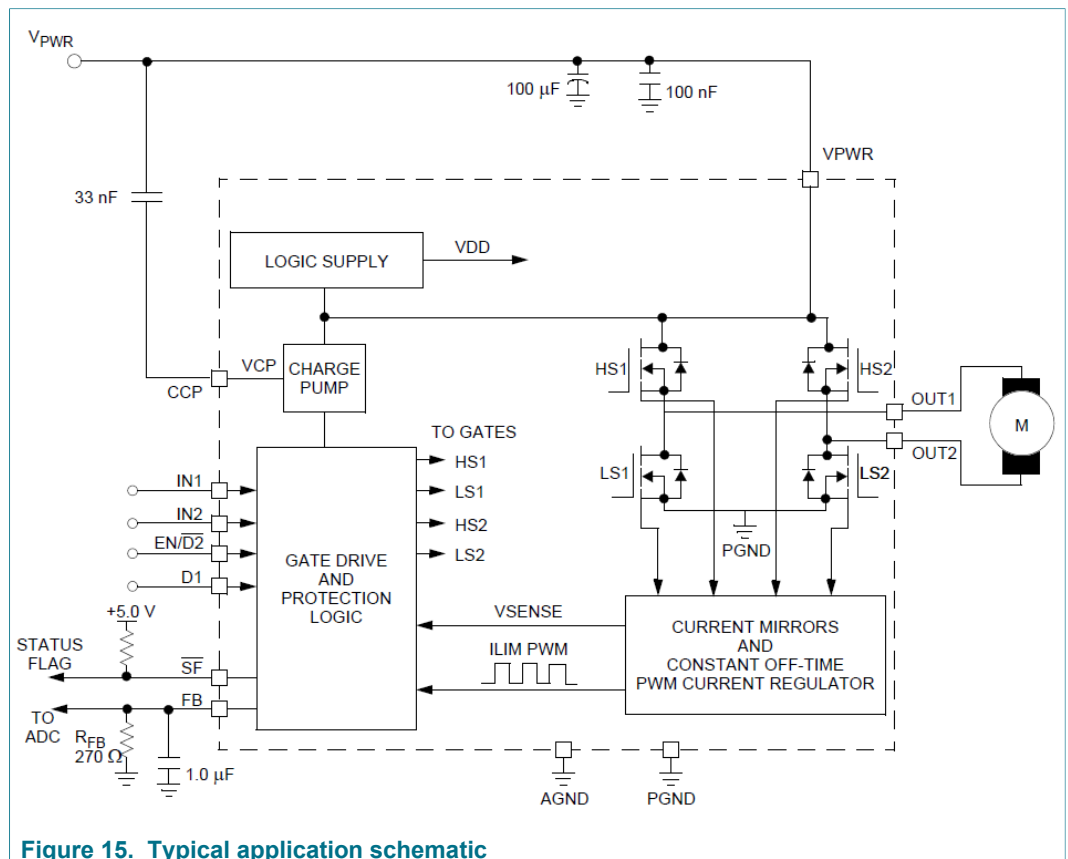 VPWR
100 µF
100 nF
VPWR
33 nF
LOGIC SUPPLY
VDD
VCP
CCP
CHARGE
PUMP
HS1
HS2
OUT1
M
OUT2
TO GATES
HS1
LS1
HS2
LS2
LS1
LS2
PGND
IN1
IN2
EN/D2
D1
GATE DRIVE
AND
PROTECTION
LOGIC
+5.0 V
STATUS
FLAG
SF
FB
TO
ADC
RFB
270 Ω
1.0 µF
VSENSE
ILIM PWM
CURRENT MIRRORS
AND
CONSTANT OFF-TIME
PWM CURRENT REGULATOR
AGND
PGND
Figure 15. Typical application schematic